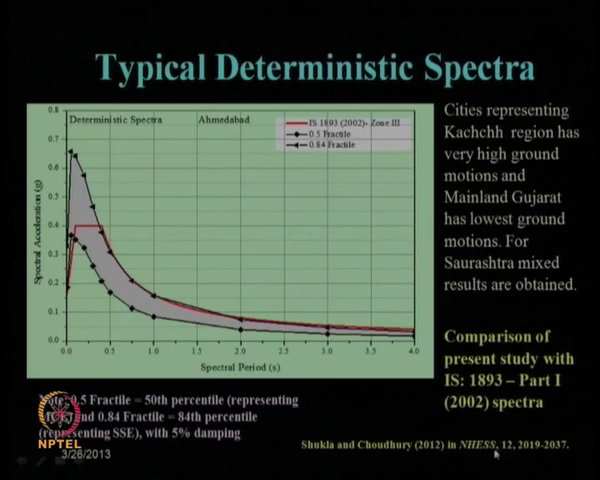 Typical Deterministic Spectra
Deterministic Spectra
Ahmedabad
IS 1893 (2002)- Zone III
0.5 Fractile
0.84 Fractile
Spectral Acceleration (g)
0.8
0.7
0.6
0.5
0.4
0.3
0.2
0.1
0.0
0.0 0.5 1.0 1.5 2.0 2.5 3.0 3.5 4.0
Spectral Period (s)
Cities representing
Kachchh region has
very high ground
motions and
Mainland Gujarat
has lowest ground
motions. For
Saurashtra mixed
results are obtained.
Comparison of
present study with
IS: 1893 – Part I
(2002) spectra
0.5 Fractile = 50th percentile (representing
and 0.84 Fractile = 84th percentile
(representing SSE), with 5% damping
NPTEL
3/26/2013
Shukla and Choudhury (2012) in NHESS, 12, 2019-2037.